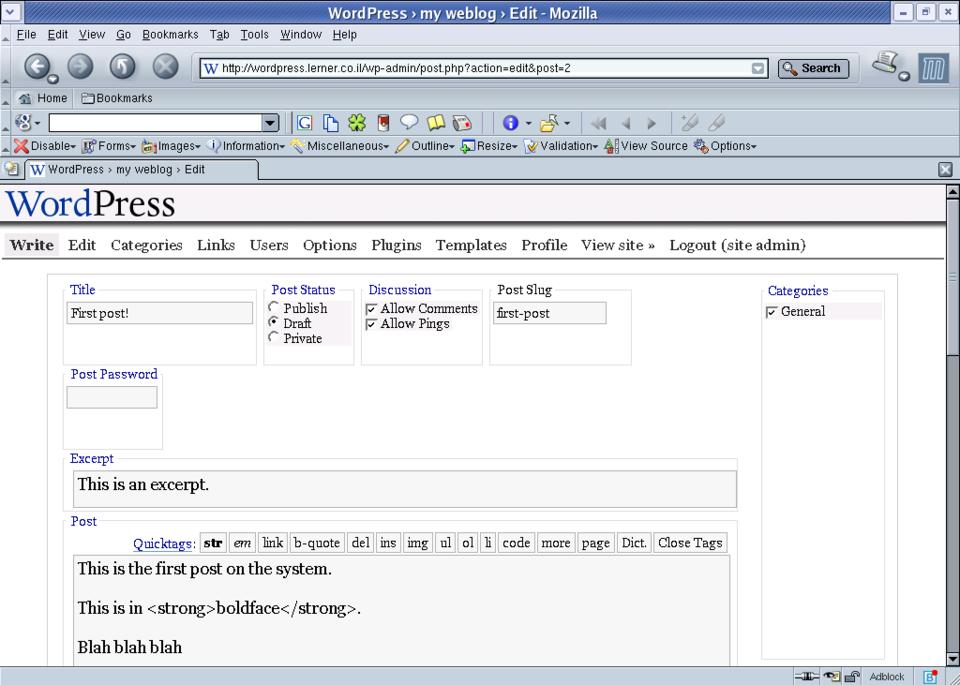 WordPress › my weblog › Edit - Mozilla
File Edit View Go Bookmarks Tab Tools Window Help
W http://wordpress.lerner.co.il/wp-admin/post.php?action=edit&post=2 Search
Home Bookmarks
Disable Forms Images Information Miscellaneous Outline Resize Validation View Source Options
W WordPress › my weblog › Edit
WordPress
Write Edit Categories Links Users Options Plugins Templates Profile View site » Logout (site admin)
Title Post Status Discussion Post Slug Categories
First post! Publish Allow Comments first-post General
Draft Allow Pings
Private
Post Password
Excerpt
This is an excerpt.
Post
Quicktags: str em link b-quote del ins img ul ol li code more page Dict. Close Tags
This is the first post on the system.
This is in <strong>boldface</strong>.
Blah blah blah
Adblock